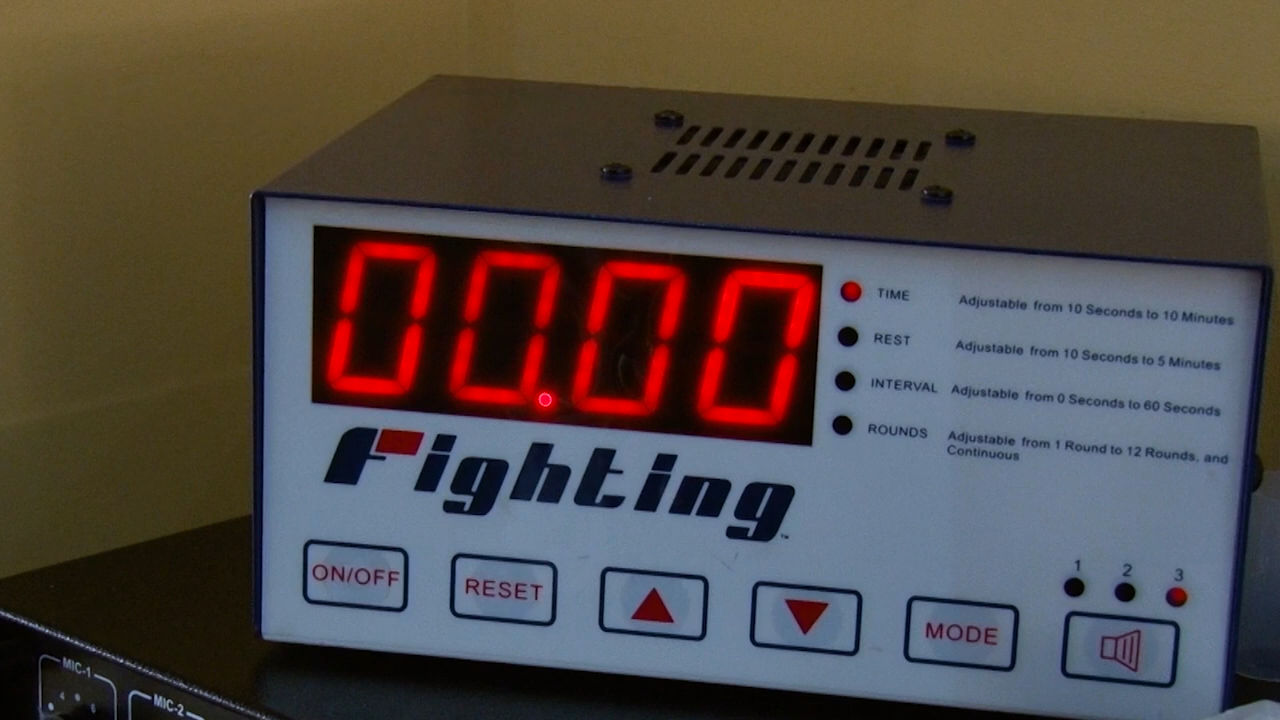 00.00
TIME Adjustable from 10 Seconds to 10 Minutes
REST Adjustable from 10 Seconds to 5 Minutes
INTERVAL Adjustable from 0 Seconds to 60 Seconds
ROUNDS Adjustable from 1 Round to 12 Rounds, and
Continuous
Fighting
1 2 3
ON/OFF RESET MODE
MIC-1
MIC-2